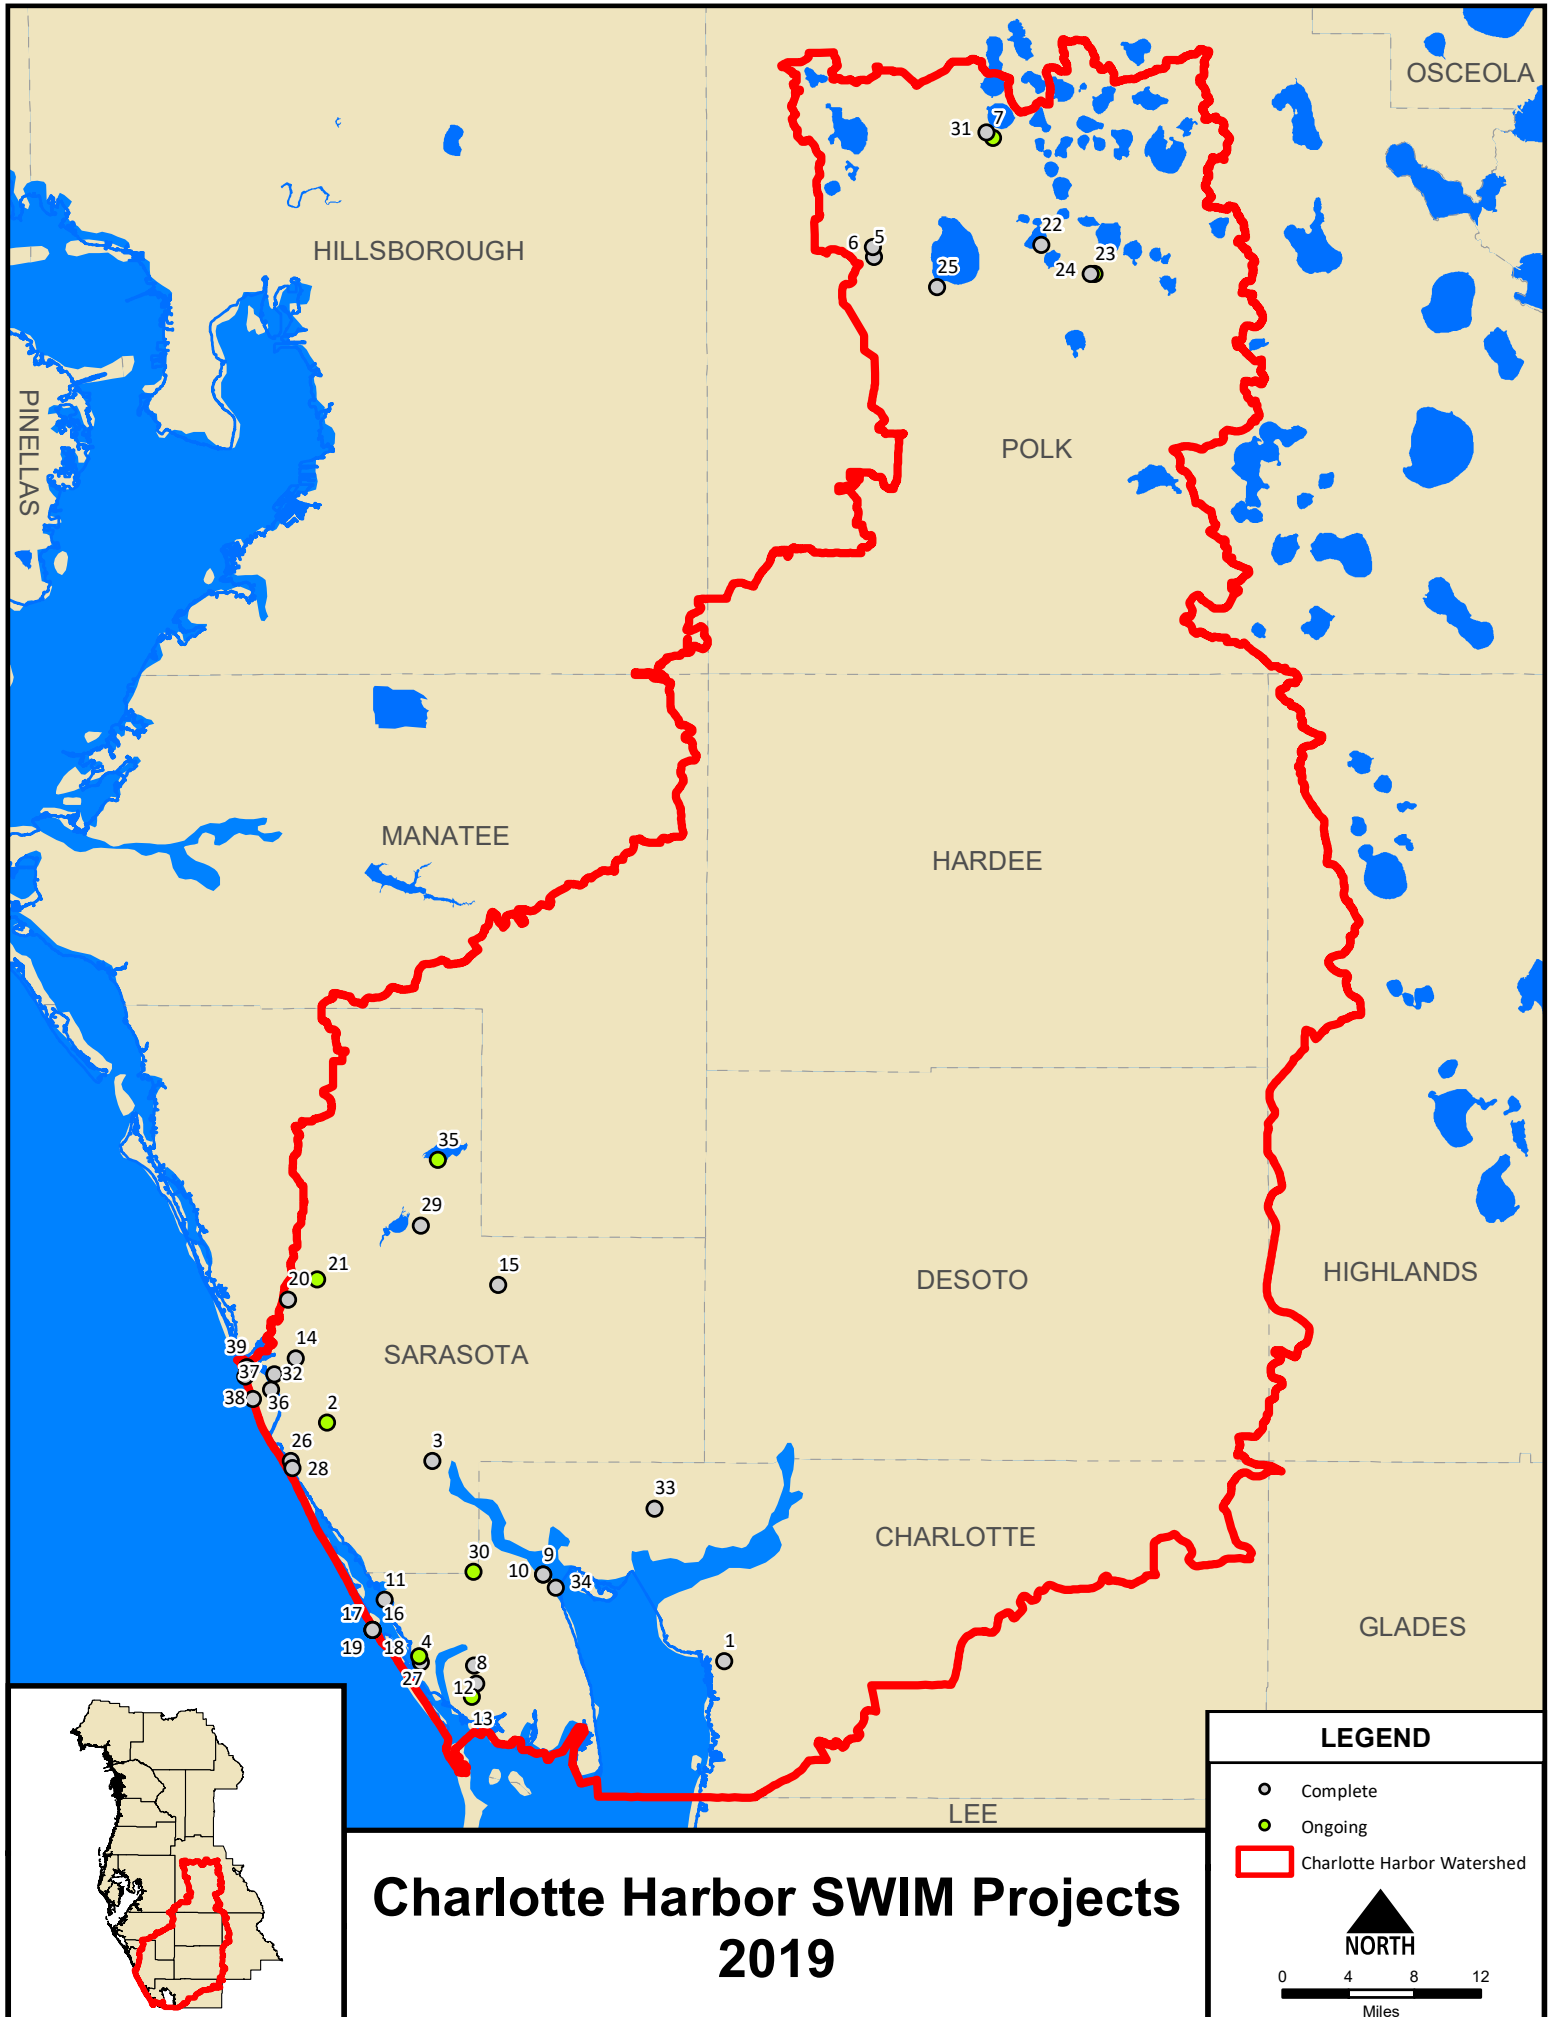 OSCEOLA
7
31
HILLSBOROUGH
22
5
6
23
24
25
PINELLAS
POLK
MANATEE
HARDEE
35
29
15
21
20
DESOTO
HIGHLANDS
14
39
SARASOTA
37
32
38
36
2
26
3
28
33
CHARLOTTE
9
30
10
34
11
17
16
GLADES
19
18
4
1
8
27
12
13
LEE
LEGEND
Complete
Ongoing
Charlotte Harbor Watershed
NORTH
0 4 8 12
Miles
Charlotte Harbor SWIM Projects
2019